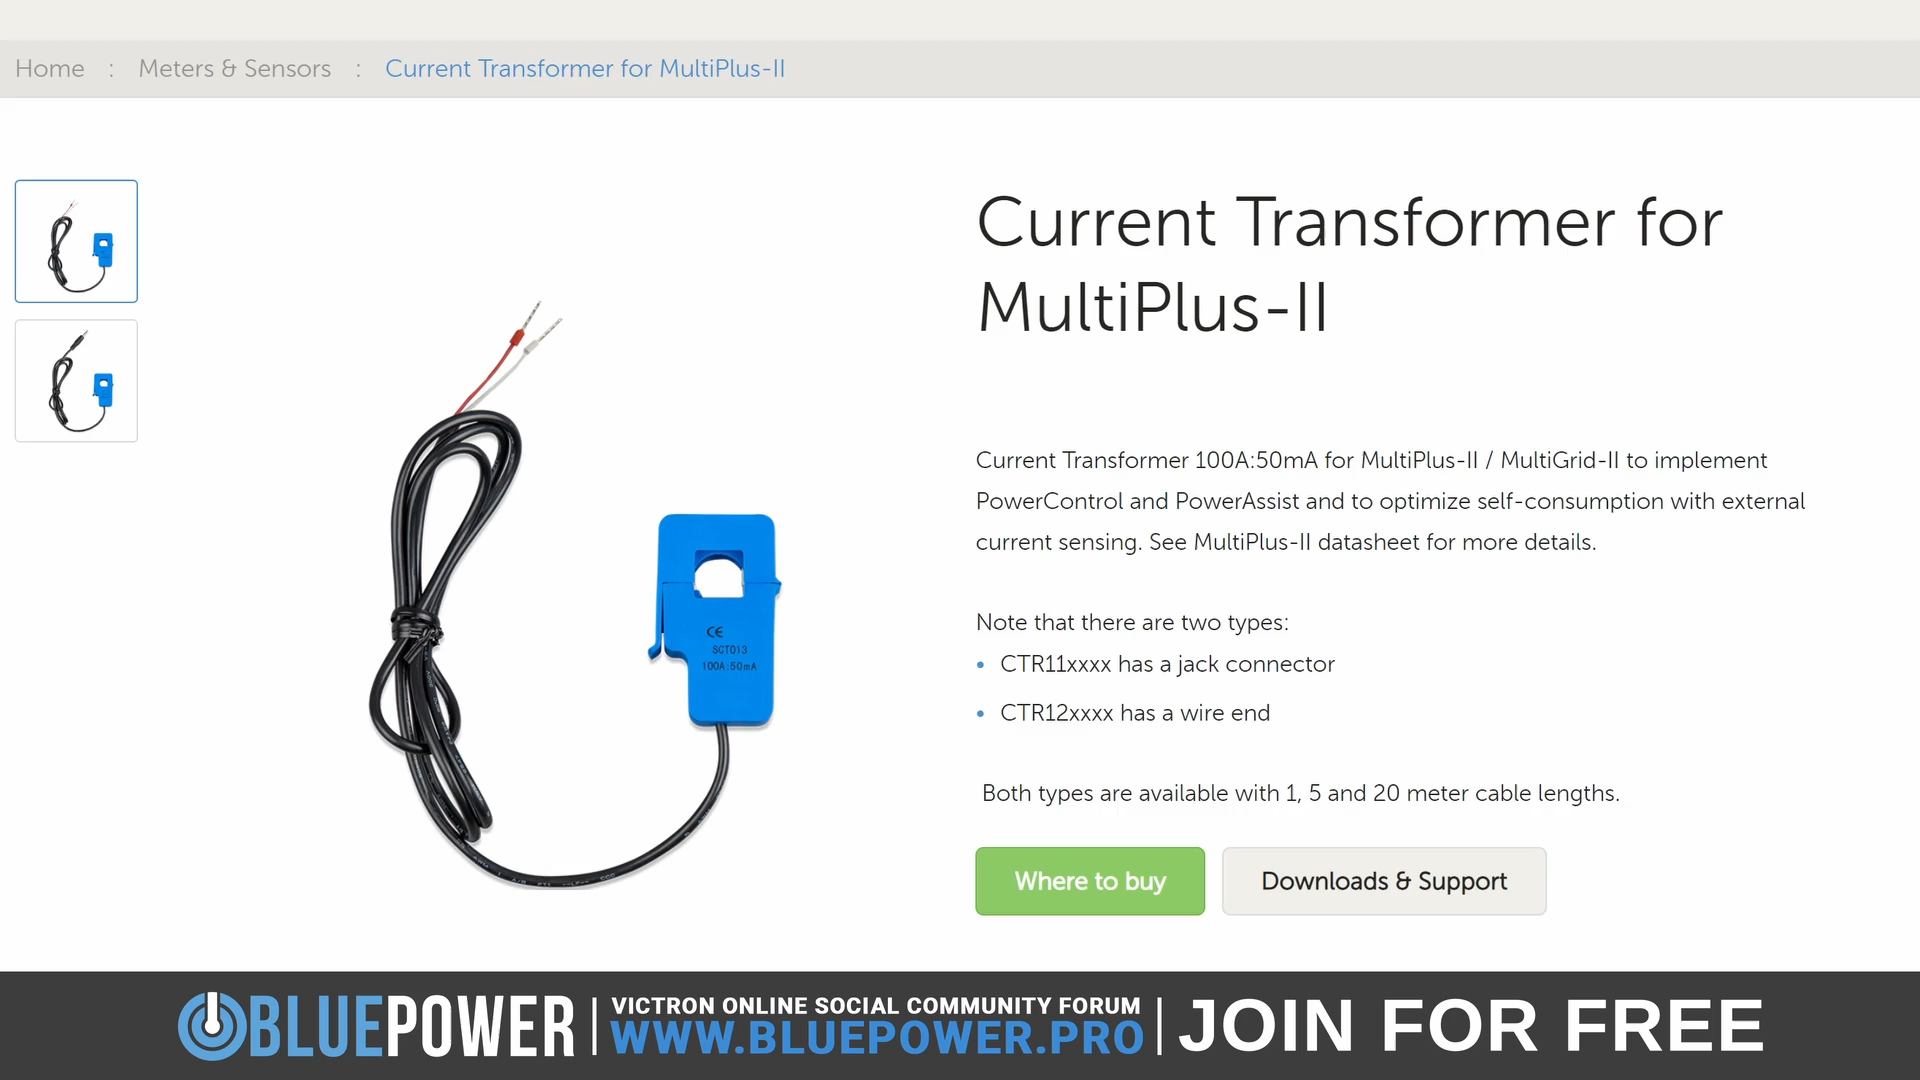 Home : Meters & Sensors : Current Transformer for MultiPlus-II
Current Transformer for
MultiPlus-II
Current Transformer 100A:50mA for MultiPlus-II / MultiGrid-II to implement
PowerControl and PowerAssist and to optimize self-consumption with external
current sensing. See MultiPlus-II datasheet for more details.
Note that there are two types:
• CTR11xxxx has a jack connector
• CTR12xxxx has a wire end
Both types are available with 1, 5 and 20 meter cable lengths.
Where to buy
Downloads & Support
CE
SCT013
100A:50mA
BLUEPOWER
VICTRON ONLINE SOCIAL COMMUNITY FORUM
WWW.BLUEPOWER.PRO
JOIN FOR FREE